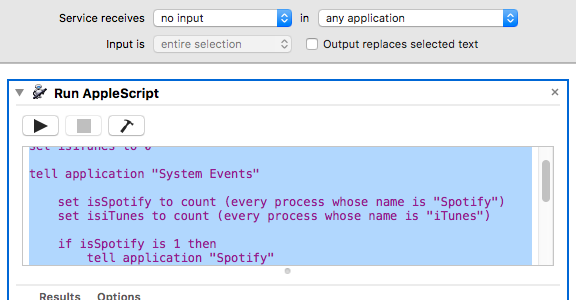 Service receives no input in any application
Input is entire selection Output replaces selected text
Run AppleScript
set isiTunes to 0
tell application "System Events"
set isSpotify to count (every process whose name is "Spotify")
set isiTunes to count (every process whose name is "iTunes")
if isSpotify is 1 then
tell application "Spotify"
Results Options